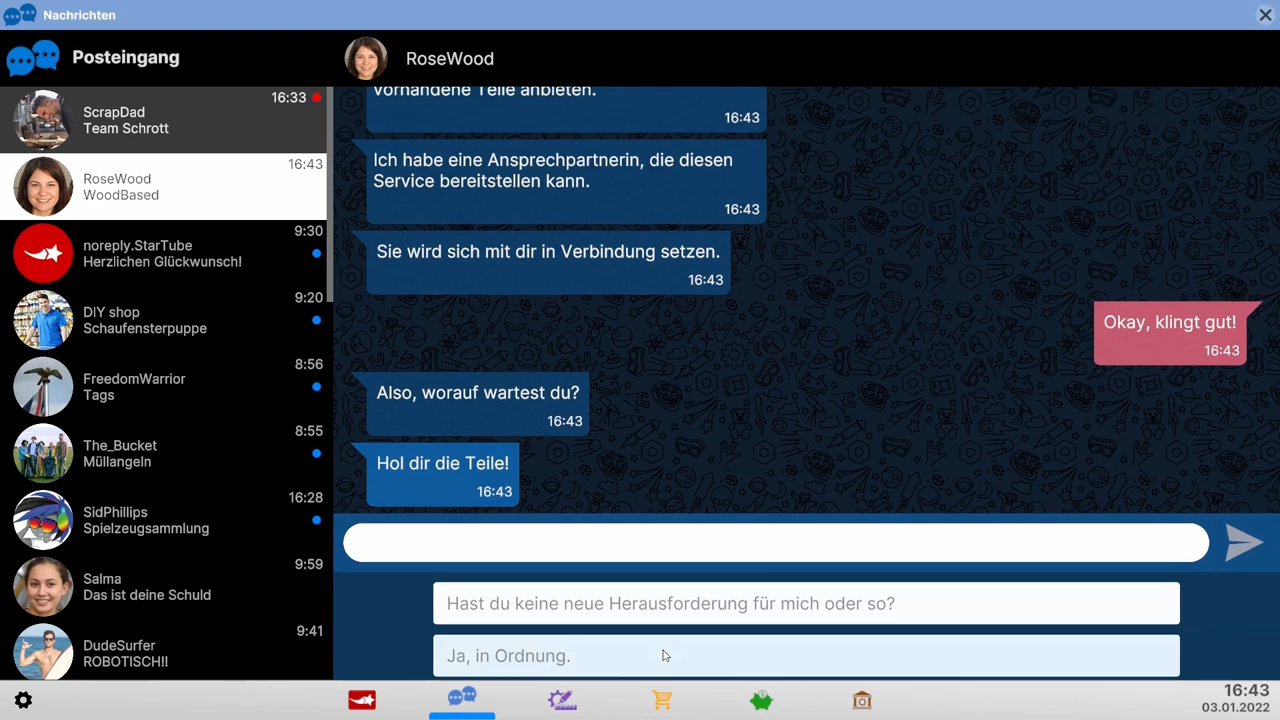 Nachrichten
Posteingang
RoseWood
ScrapDad
Team Schrott
16:33
RoseWood
WoodBased
16:43
noreply.StarTube
Herzlichen Glückwunsch!
9:30
DIY shop
Schaufensterpuppe
9:20
FreedomWarrior
Tags
8:56
The_Bucket
Müllangeln
8:55
SidPhillips
Spielzeugsammlung
16:28
Salma
Das ist deine Schuld
9:59
DudeSurfer
ROBOTISCH!!
9:41
vorhandene Teile anbieten.
16:43
Ich habe eine Ansprechpartnerin, die diesen
Service bereitstellen kann.
16:43
Sie wird sich mit dir in Verbindung setzen.
16:43
Okay, klingt gut!
16:43
Also, worauf wartest du?
16:43
Hol dir die Teile!
16:43
Hast du keine neue Herausforderung für mich oder so?
Ja, in Ordnung.
16:43
03.01.2022